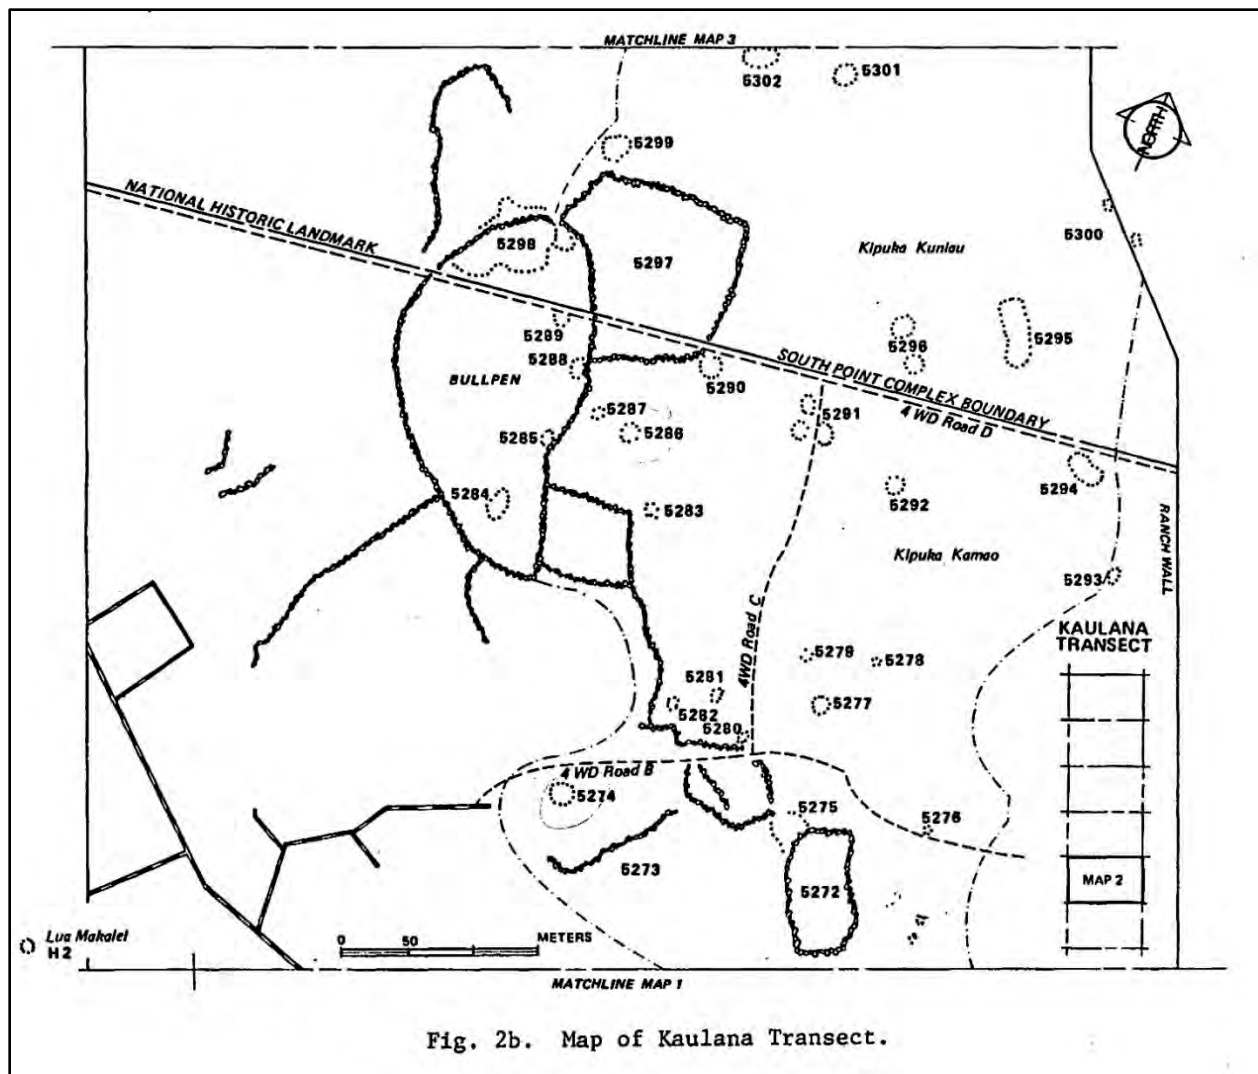 MATCHLINE MAP 3
5302
5301
NORTH
5299
NATIONAL HISTORIC LANDMARK
5298
5297
Kipuka Kuniau
5300
5289
5288
BULLPEN
5290
5296
5295
SOUTH POINT COMPLEX BOUNDARY
4 WD Road D
5287
5286
5285
5291
5284
5283
5292
5294
RANCH WALL
Kipuka Kamao
5293
4WD Road C
KAULANA
TRANSECT
5281
5282
5280
5279
5278
5277
4 WD Road B
5274
5275
5276
5273
5272
MAP 2
Lua Makalei
H2
0 50 METERS
MATCHLINE MAP 1
Fig. 2b. Map of Kaulana Transect.